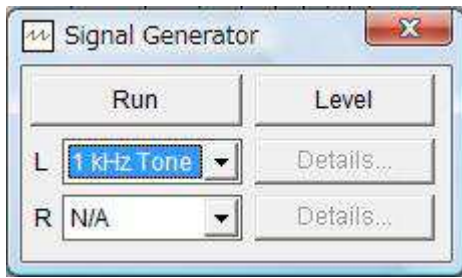 Signal Generator
Run Level
L 1 kHz Tone Details...
R N/A Details...